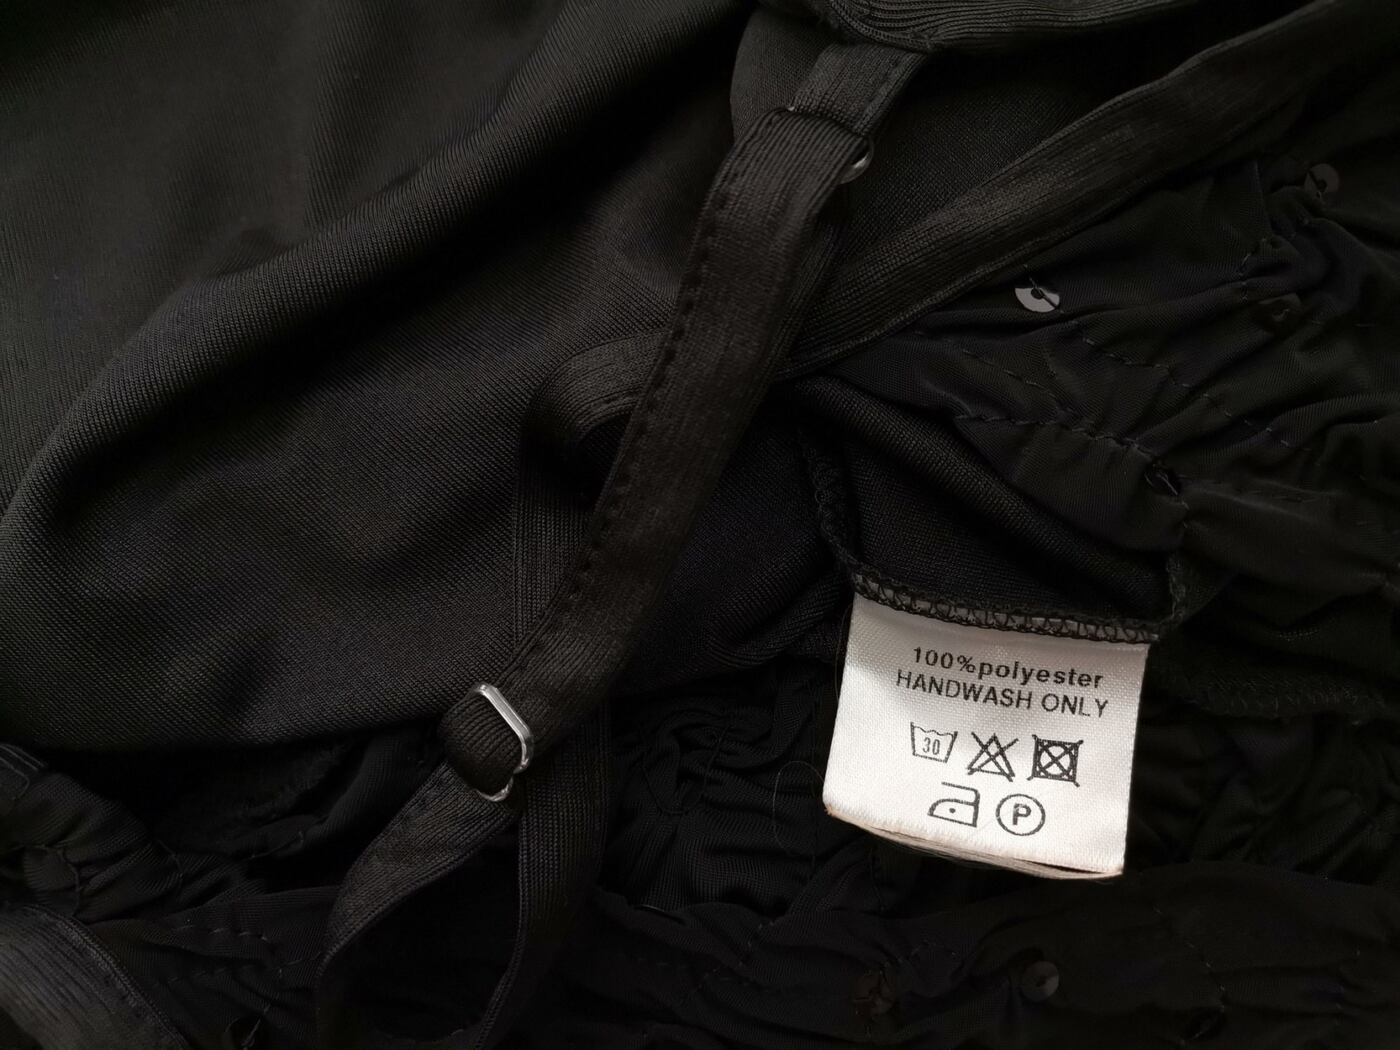 100%polyester
HANDWASH ONLY
30
P